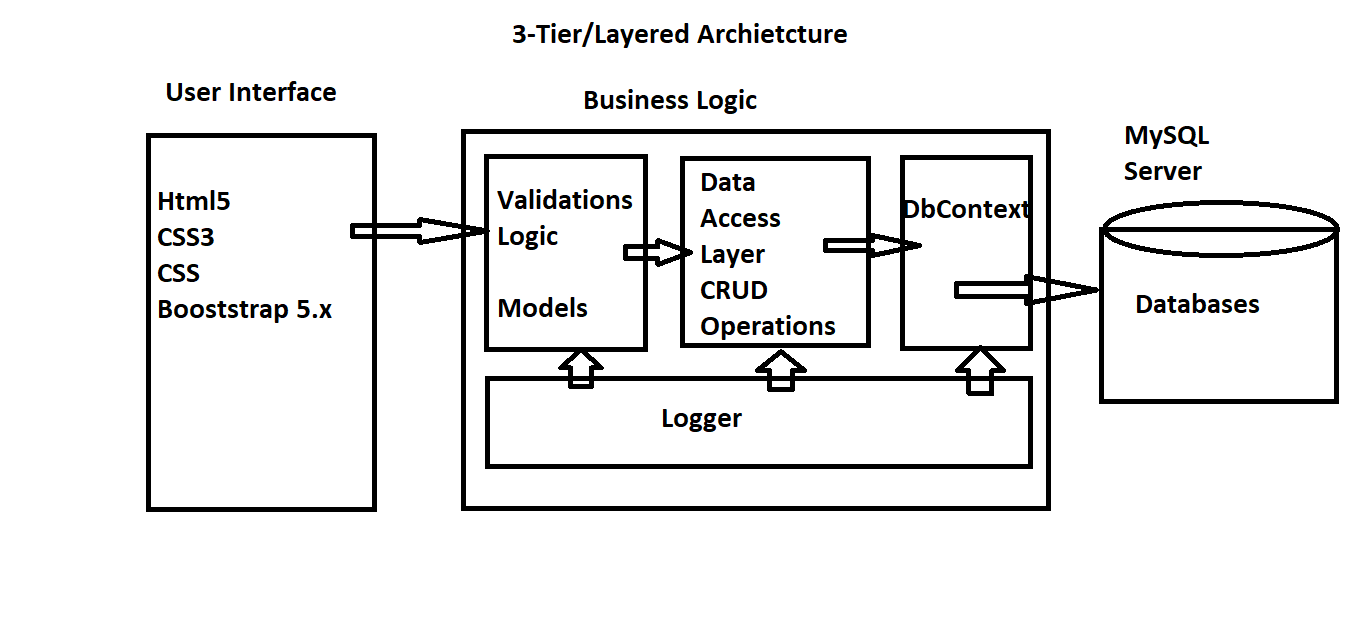 3-Tier/Layered Archietcture
User Interface
Business Logic
MySQL
Server
Html5
CSS3
CSS
Booststrap 5.x
Validations
Logic
Models
Data
Access
Layer
CRUD
Operations
DbContext
Databases
Logger